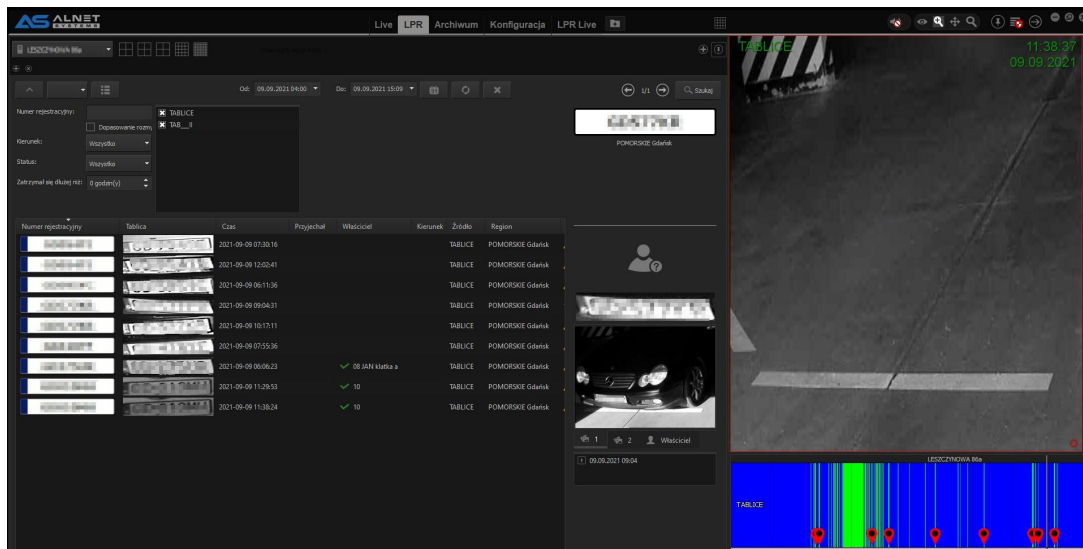 AS ALNET SYSTEMS
Live LPR Archiwum Konfiguracja LPR Live
LESZCZYNOWA 86a
Od: 09.09.2021 04:00 Do: 09.09.2021 15:09 1/1 Szukaj
Numer rejestracyjny:
Dopasowanie rozmy
Kierunek: Wszystko
Status: Wszystko
Zatrzymał się dłużej niż: 0 godzin(y)
TABLICE
TAB__II
POMORSKIE Gdańsk
Numer rejestracyjny Tablica Czas Przyjechał Właściciel Kierunek Źródło Region
2021-09-09 07:30:16 TABLICE POMORSKIE Gdańsk
2021-09-09 12:02:41 TABLICE POMORSKIE Gdańsk
2021-09-09 06:11:36 TABLICE POMORSKIE Gdańsk
2021-09-09 09:04:31 TABLICE POMORSKIE Gdańsk
2021-09-09 10:17:11 TABLICE POMORSKIE Gdańsk
2021-09-09 07:55:36 TABLICE POMORSKIE Gdańsk
2021-09-09 06:06:23 08 JAN klatka a TABLICE POMORSKIE Gdańsk
2021-09-09 11:29:53 10 TABLICE POMORSKIE Gdańsk
2021-09-09 11:38:24 10 TABLICE POMORSKIE Gdańsk
1 2 Właściciel
09.09.2021 09:04
TABLICE 11:38:37
09.09.2021
LESZCZYNOWA 86a
TABLICE